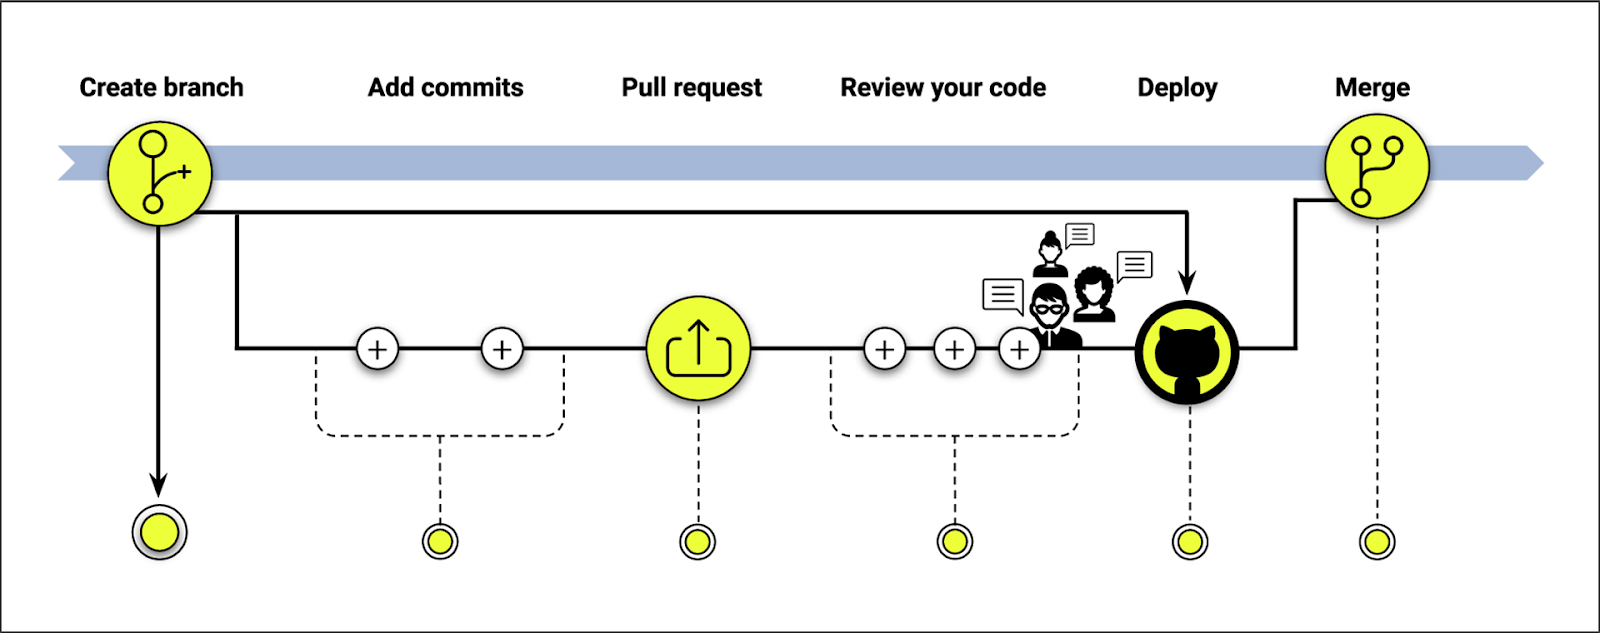 Create branch
Add commits
Pull request
Review your code
Deploy
Merge